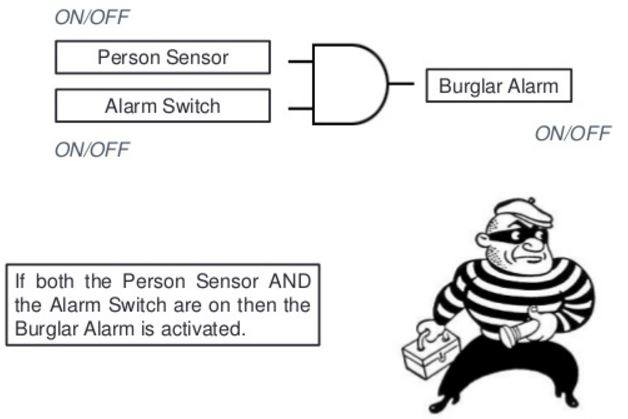 ON/OFF
Person Sensor
Alarm Switch
Burglar Alarm
ON/OFF
ON/OFF
If both the Person Sensor AND
the Alarm Switch are on then the
Burglar Alarm is activated.